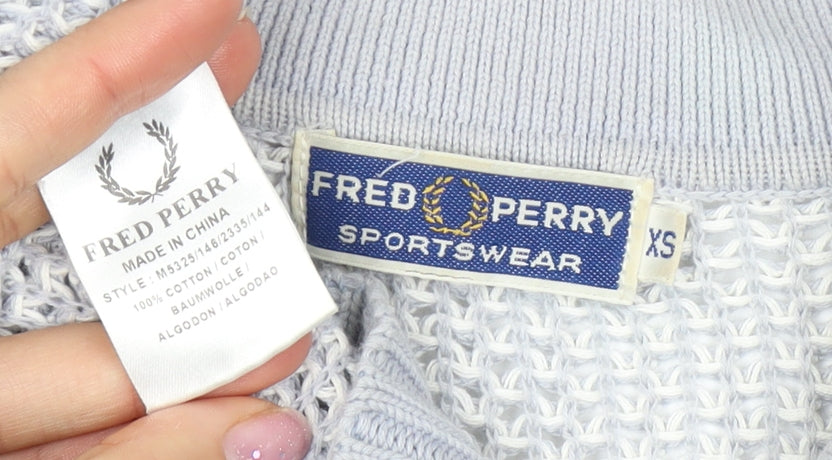 FRED PERRY
MADE IN CHINA
STYLE : M5325/146/2335/144
100% COTTON / COTON /
BAUMWOLLE /
ALGODON / ALGODAO
FRED PERRY
SPORTSWEAR
XS